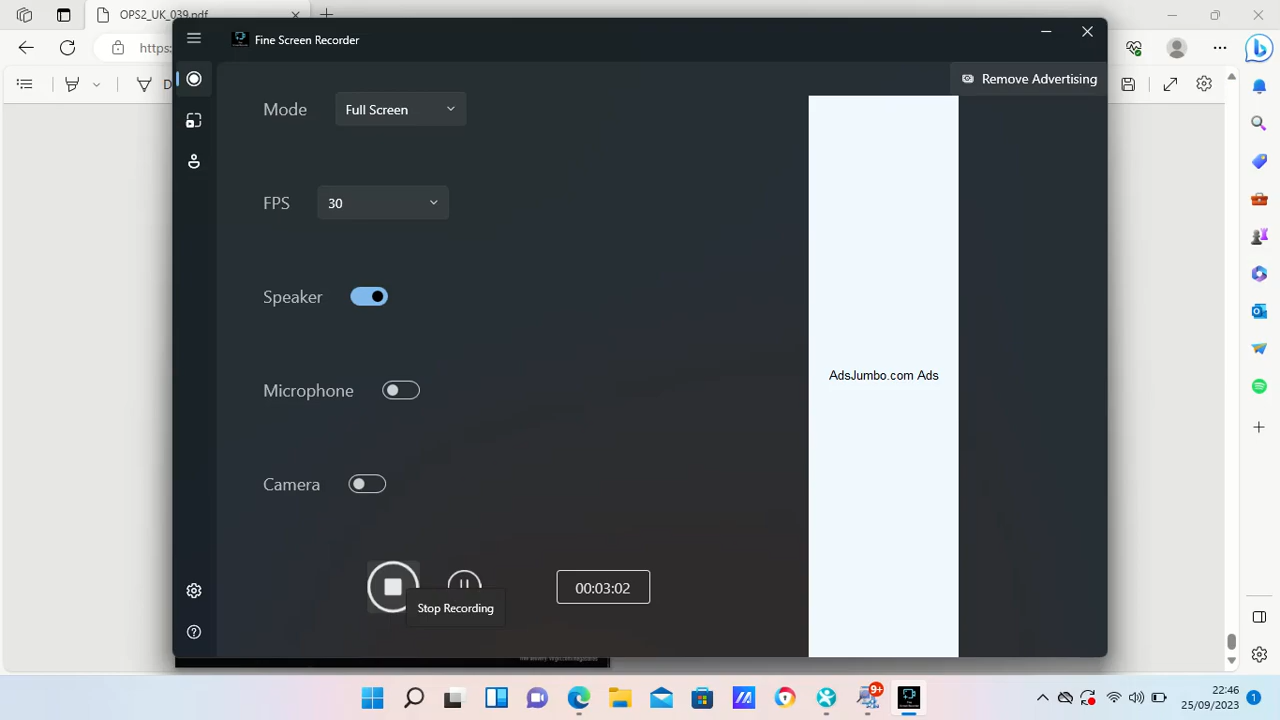 OPS2_UK_039.pdf
https:
Fine Screen Recorder
Remove Advertising
Mode
Full Screen
FPS
30
Speaker
AdsJumbo.com Ads
Microphone
Camera
00:03:02
Stop Recording
9+
22:46
25/09/2023
1